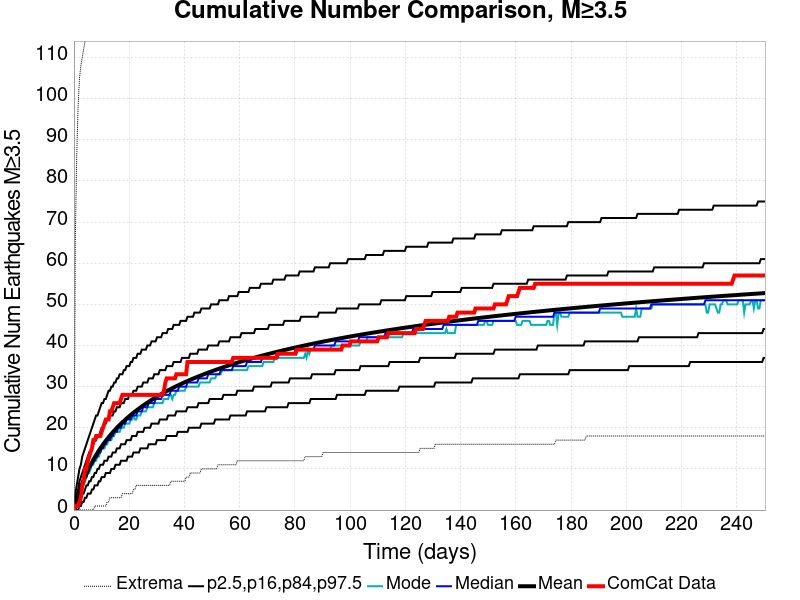 Cumulative Number Comparison, M≥3.5
Cumulative Num Earthquakes M≥3.5
110
100
90
80
70
60
50
40
30
20
10
0
0 20 40 60 80 100 120 140 160 180 200 220 240
Time (days)
Extrema p2.5,p16,p84,p97.5 Mode Median Mean ComCat Data